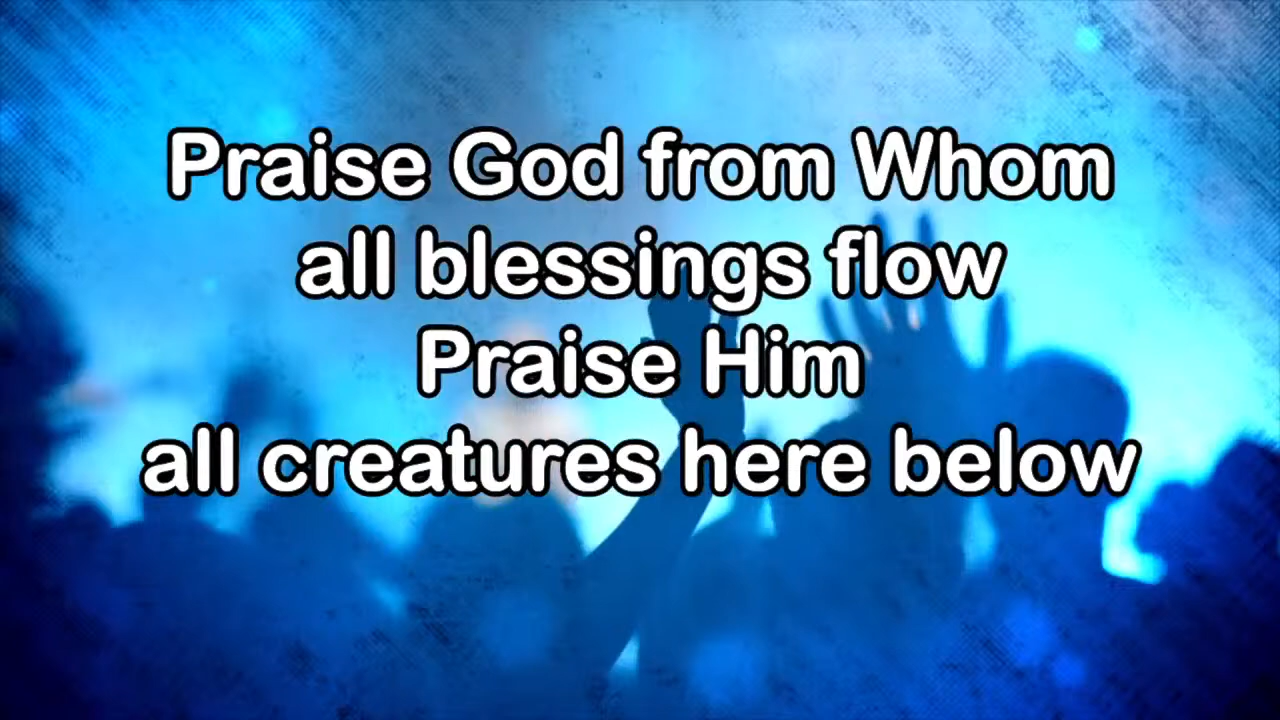 Praise God from Whom
all blessings flow
Praise Him
all creatures here below